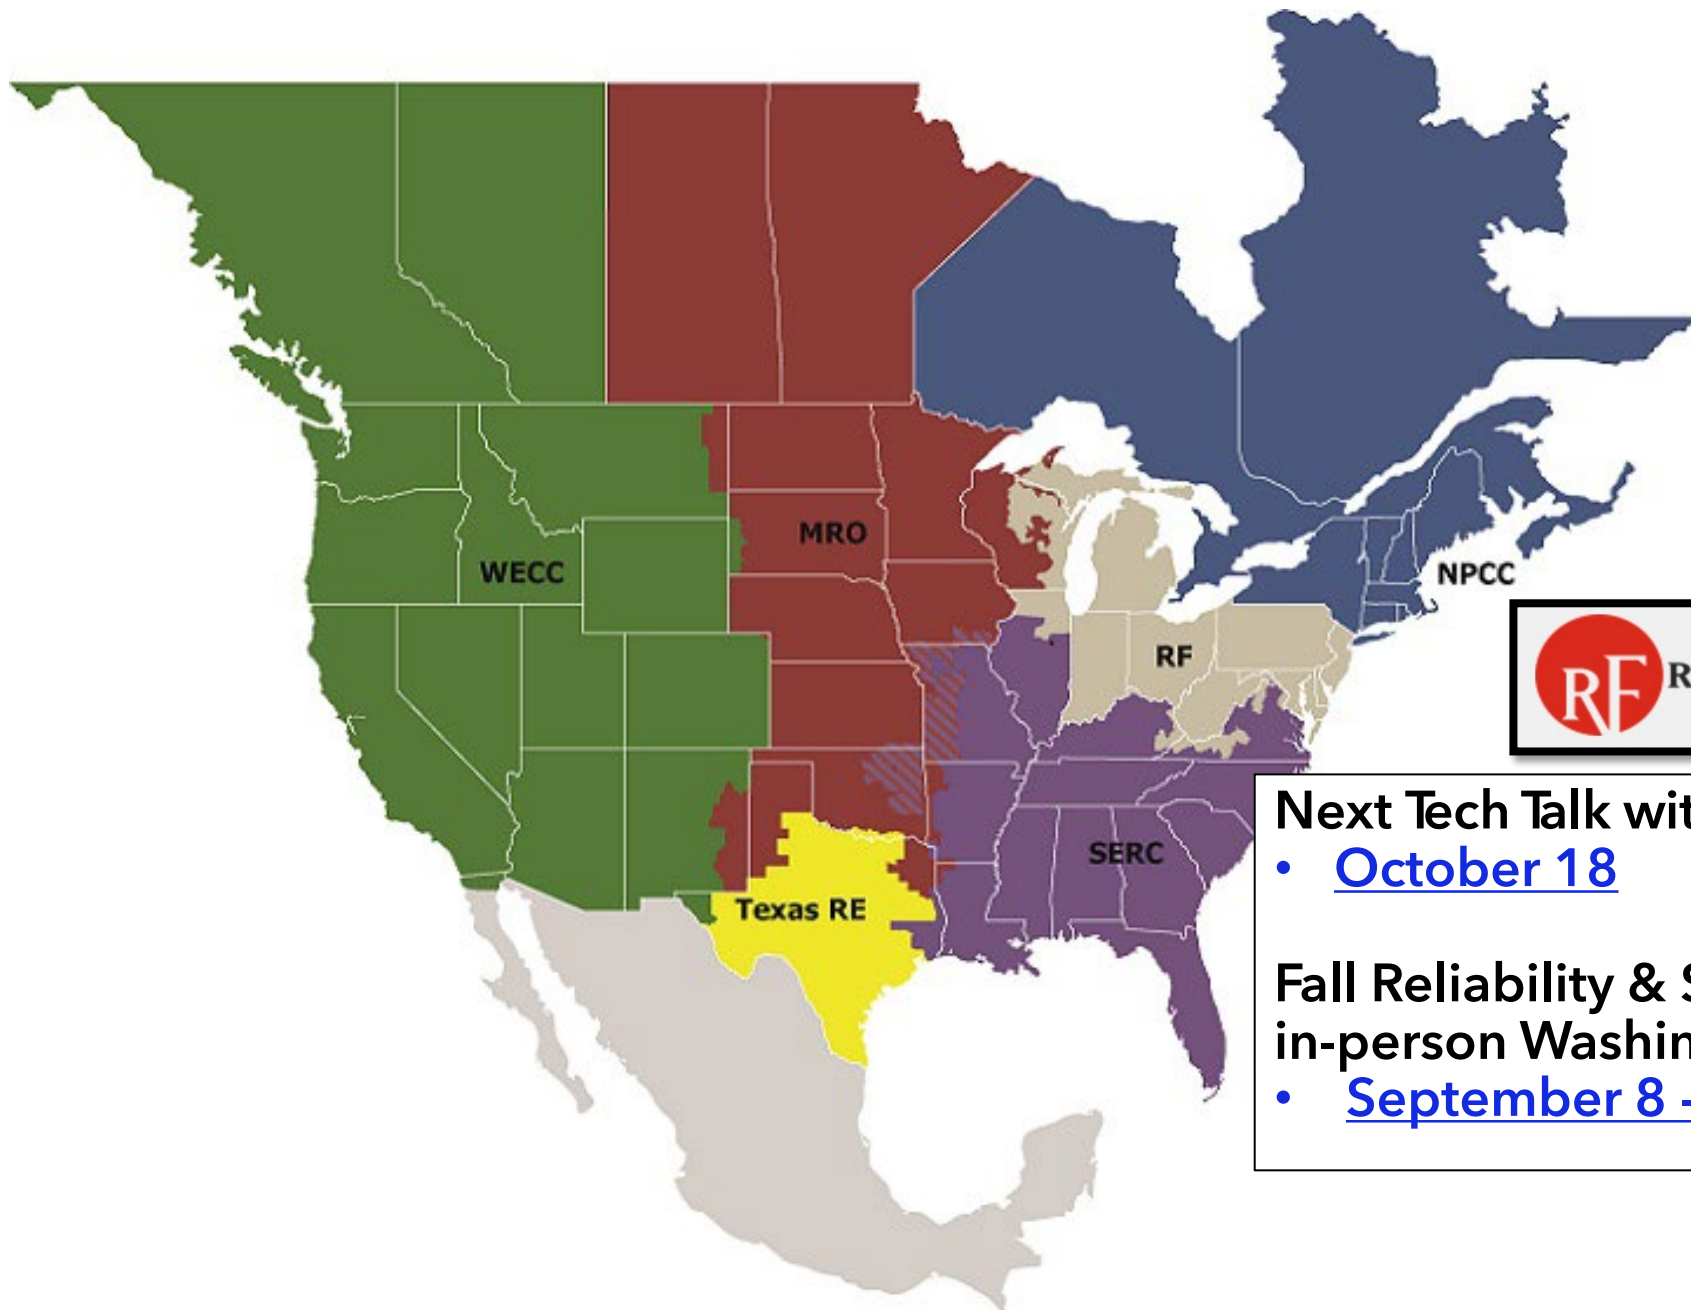 MRO
WECC
NPCC
RF
RF R
SERC
Texas RE
Next Tech Talk wit
• October 18
Fall Reliability & S
in-person Washin
• September 8 -